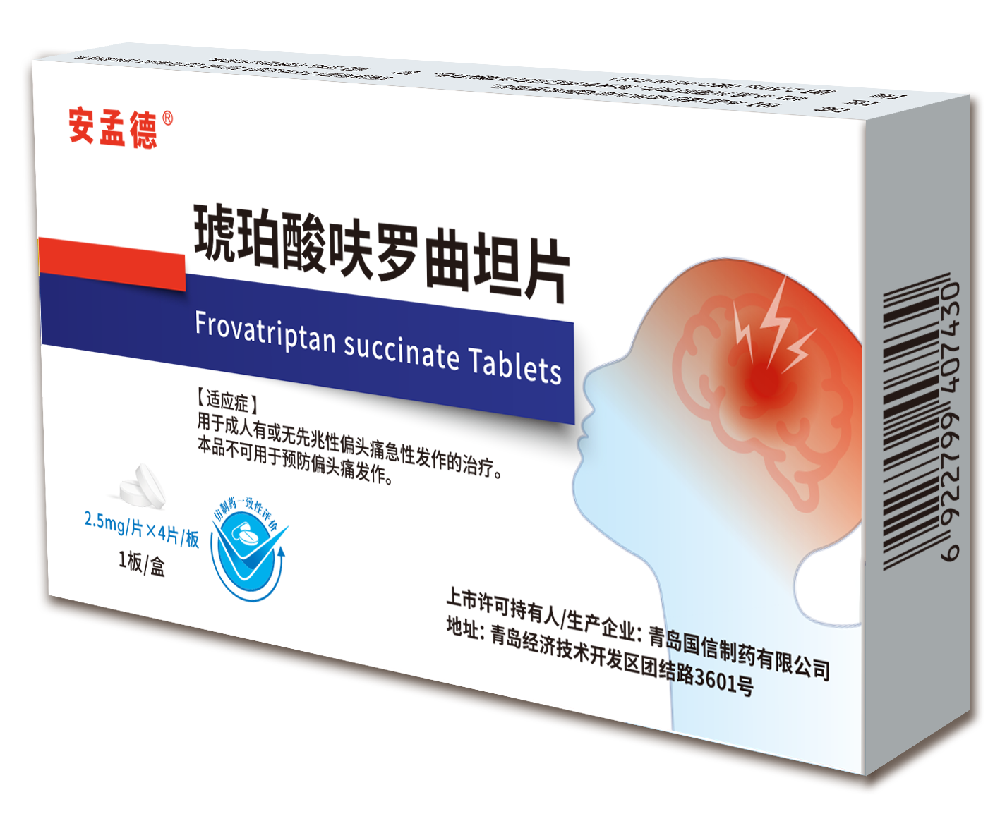 安孟德®
琥珀酸呋罗曲坦片
Frovatriptan succinate Tablets
【适应症】
用于成人有或无先兆性偏头痛急性发作的治疗。
本品不可用于预防偏头痛发作。
2.5mg/片×4片/板
1板/盒
仿制药一致性评价
上市许可持有人/生产企业：青岛国信制药有限公司
地址：青岛经济技术开发区团结路3601号
6 922799 407430